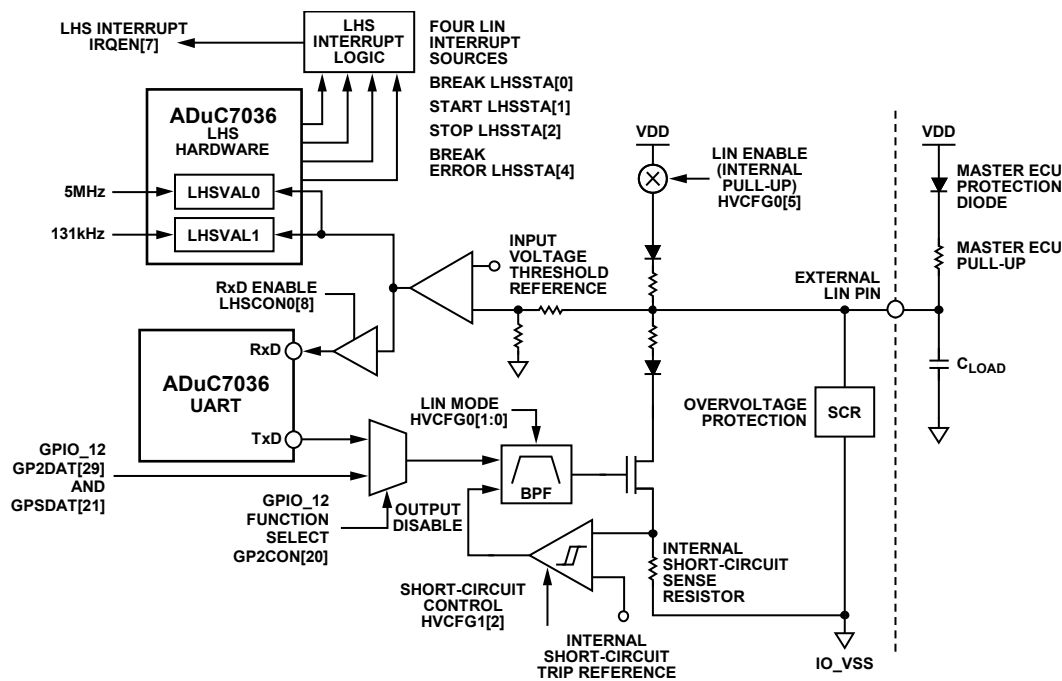 LHS INTERRUPT
IRQEN[7]
LHS
INTERRUPT
LOGIC
FOUR LIN
INTERRUPT
SOURCES
BREAK LHSSTA[0]
START LHSSTA[1]
STOP LHSSTA[2]
BREAK
ERROR LHSSTA[4]
ADuC7036
LHS
HARDWARE
5MHz
LHSVAL0
131kHz
LHSVAL1
VDD
LIN ENABLE
(INTERNAL
PULL-UP)
HVCFG0[5]
VDD
MASTER ECU
PROTECTION
DIODE
MASTER ECU
PULL-UP
INPUT
VOLTAGE
THRESHOLD
REFERENCE
EXTERNAL
LIN PIN
RxD ENABLE
LHSCON0[8]
RxD
ADuC7036
UART
TxD
CLOAD
OVERVOLTAGE
PROTECTION
SCR
LIN MODE
HVCFG0[1:0]
BPF
GPIO_12
GP2DAT[29]
AND
GPSDAT[21]
GPIO_12
FUNCTION
SELECT
GP2CON[20]
OUTPUT
DISABLE
INTERNAL
SHORT-CIRCUIT
SENSE
RESISTOR
SHORT-CIRCUIT
CONTROL
HVCFG1[2]
INTERNAL
SHORT-CIRCUIT
TRIP REFERENCE
IO_VSS